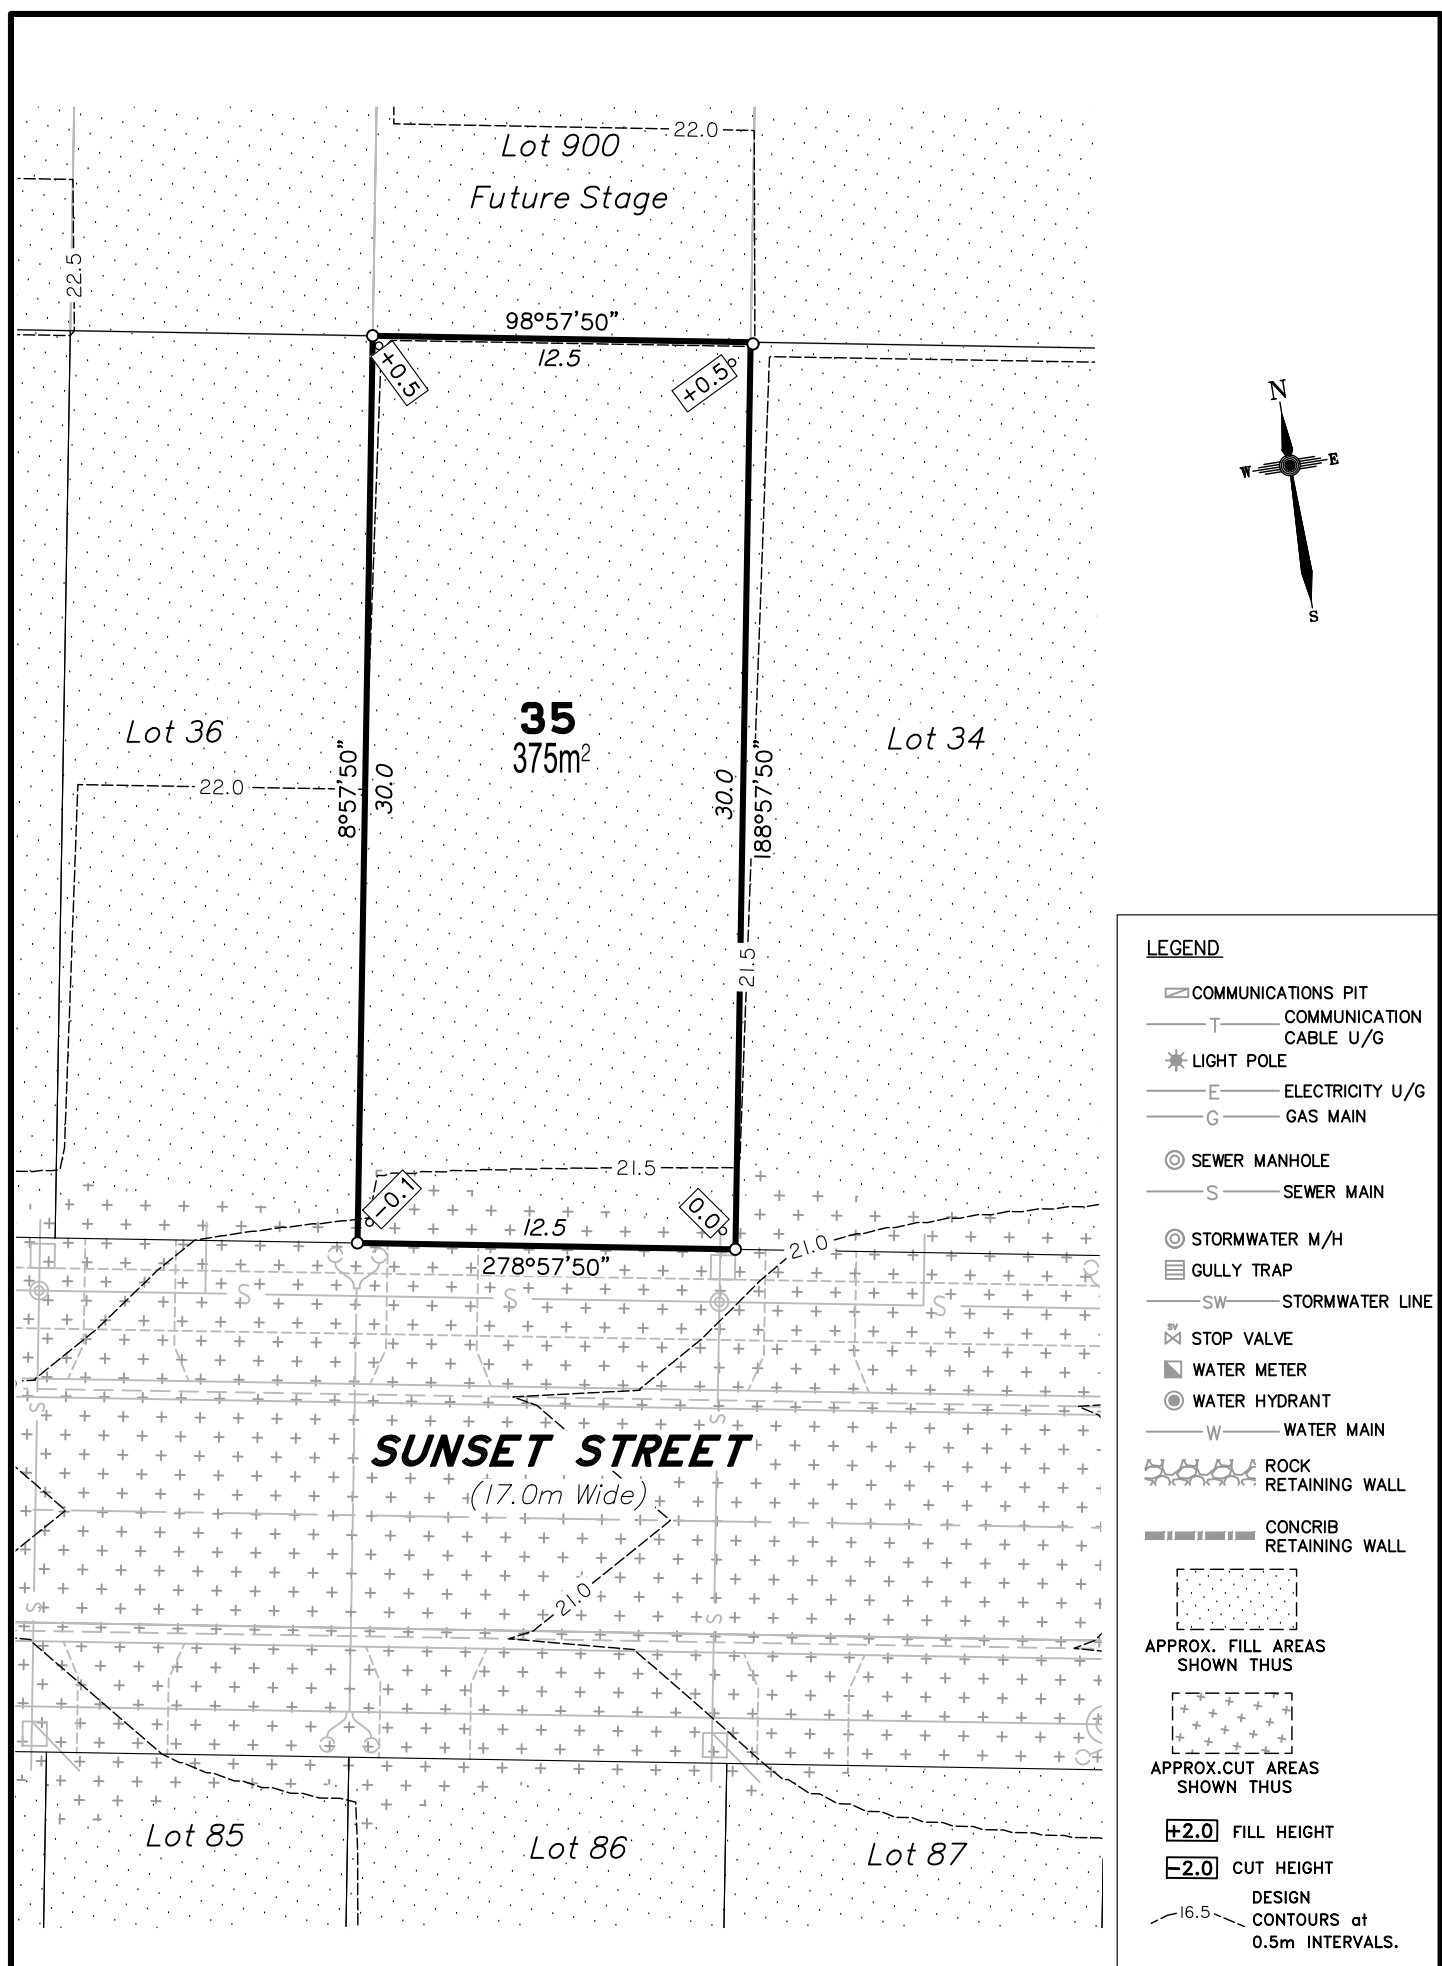 22.0
Lot 900
Future Stage
22.5
98°57'50"
12.5
+0.5
+0.5
N
W
E
S
35
375m²
Lot 36
Lot 34
22.0
8°57'50"
30.0
30.0
188°57'50"
21.5
21.5
-0.1
0.0
12.5
278°57'50"
21.0
S
S
S
S
S
SUNSET STREET
(17.0m Wide)
21.0
S
S
Lot 85
Lot 86
Lot 87
LEGEND
COMMUNICATIONS PIT
T COMMUNICATION
CABLE U/G
LIGHT POLE
E ELECTRICITY U/G
G GAS MAIN
SEWER MANHOLE
S SEWER MAIN
STORMWATER M/H
GULLY TRAP
SW STORMWATER LINE
SV
STOP VALVE
WATER METER
WATER HYDRANT
W WATER MAIN
ROCK
RETAINING WALL
CONCRIB
RETAINING WALL
APPROX. FILL AREAS
SHOWN THUS
APPROX.CUT AREAS
SHOWN THUS
+2.0 FILL HEIGHT
-2.0 CUT HEIGHT
DESIGN
16.5 CONTOURS at
0.5m INTERVALS.